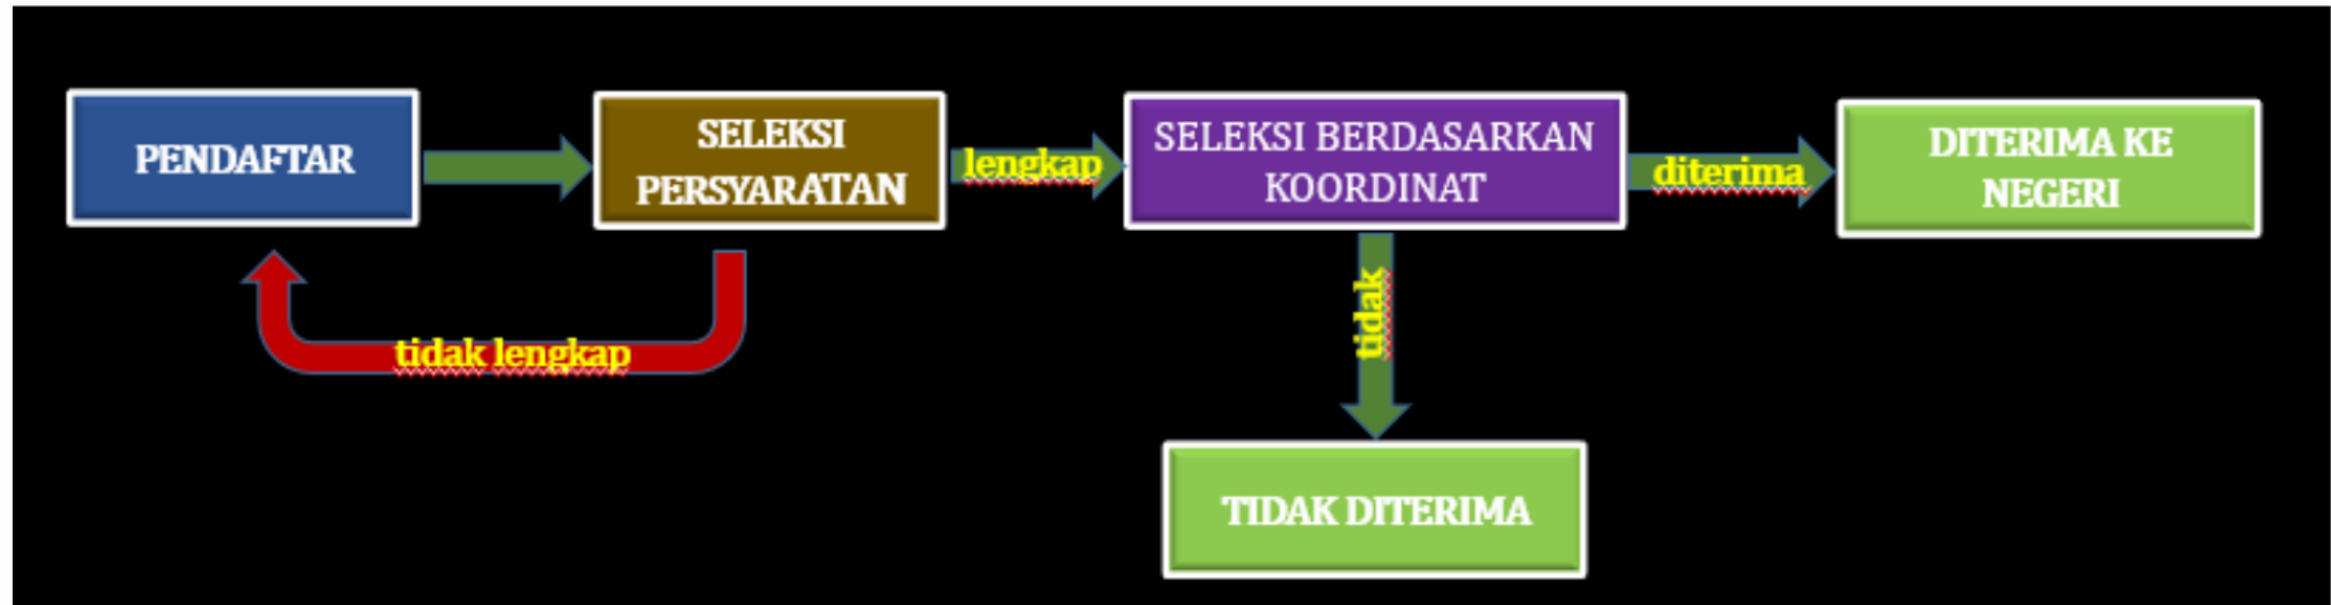 PENDAFTAR
SELEKSI
PERSYARATAN
lengkap
SELEKSI BERDASARKAN
KOORDINAT
diterima
DITERIMA KE
NEGERI
tidak lengkap
tidak
TIDAK DITERIMA